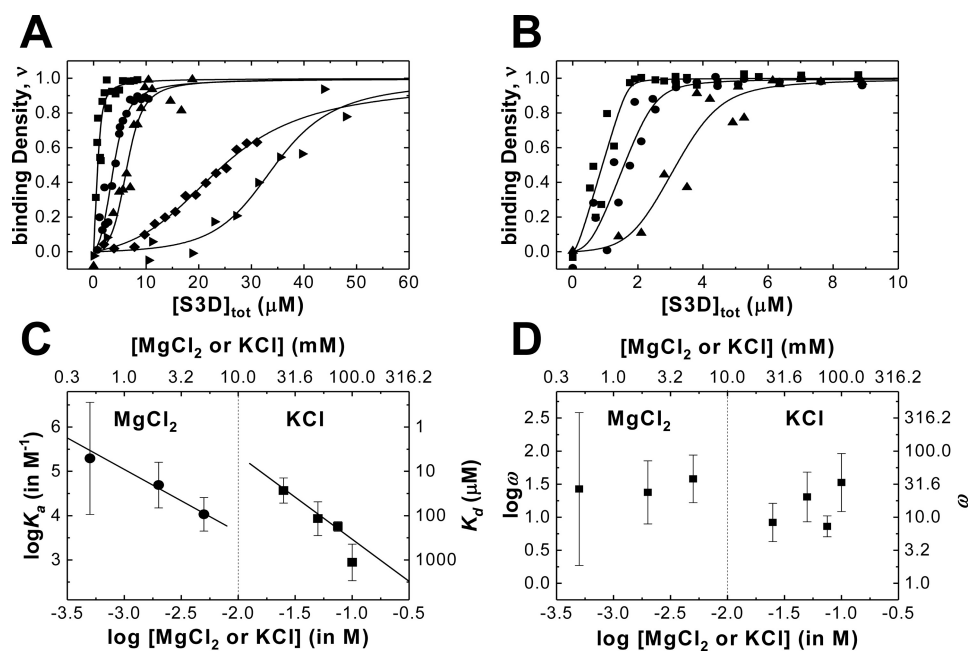 A
B
1.0
0.8
0.6
0.4
0.2
0.0
binding Density, ν
0 10 20 30 40 50 60
[S3D]tot (μM)
1.0
0.8
0.6
0.4
0.2
0.0
binding Density, ν
0 2 4 6 8 10
[S3D]tot (μM)
C
D
[MgCl2 or KCl] (mM)
0.3 1.0 3.2 10.0 31.6 100.0 316.2
MgCl2 KCl
6
5
4
3
logKa (in M-1)
1
10
100
1000
Kd (μM)
-3.5 -3.0 -2.5 -2.0 -1.5 -1.0 -0.5
log [MgCl2 or KCl] (in M)
[MgCl2 or KCl] (mM)
0.3 1.0 3.2 10.0 31.6 100.0 316.2
MgCl2 KCl
2.5
2.0
1.5
1.0
0.5
0.0
logω
316.2
100.0
31.6
10.0
3.2
1.0
ω
-3.5 -3.0 -2.5 -2.0 -1.5 -1.0 -0.5
log [MgCl2 or KCl] (in M)